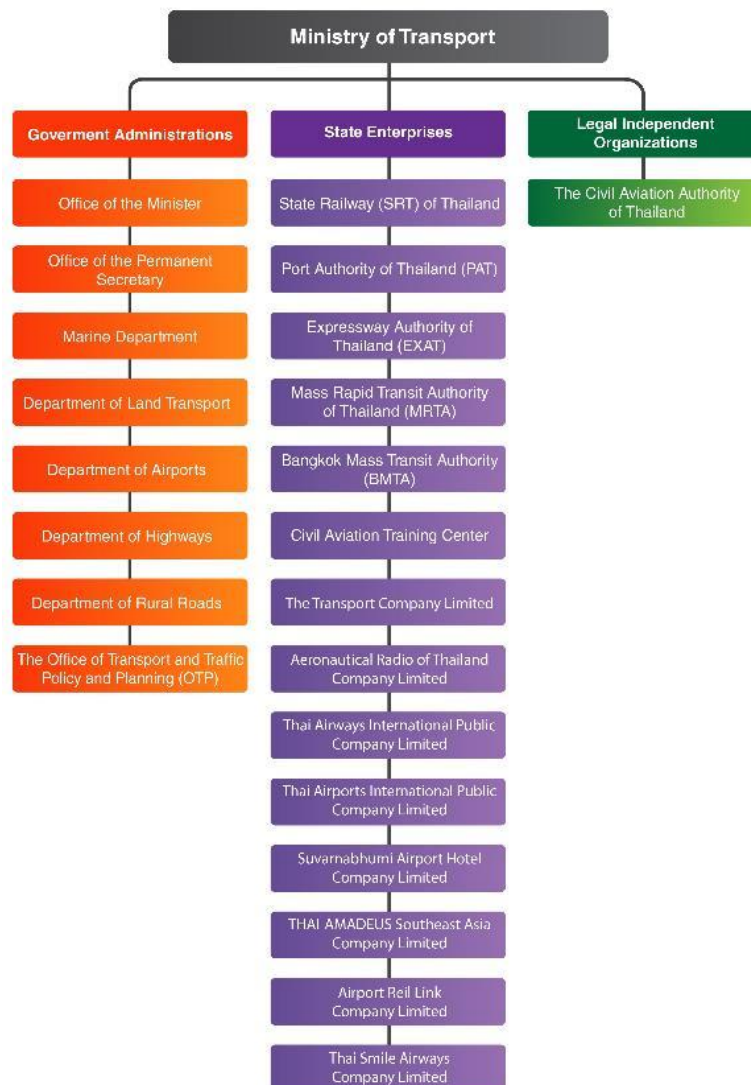 Ministry of Transport
Goverment Administrations
Office of the Minister
Office of the Permanent
Secretary
Marine Department
Department of Land Transport
Department of Airports
Department of Highways
Department of Rural Roads
The Office of Transport and Traffic
Policy and Planning (OTP)
State Enterprises
State Railway (SRT) of Thailand
Port Authority of Thailand (PAT)
Expressway Authority of
Thailand (EXAT)
Mass Rapid Transit Authority
of Thailand (MRTA)
Bangkok Mass Transit Authority
(BMTA)
Civil Aviation Training Center
The Transport Company Limited
Aeronautical Radio of Thailand
Company Limited
Thai Airways International Public
Company Limited
Thai Airports International Public
Company Limited
Suvarnabhumi Airport Hotel
Company Limited
THAI AMADEUS Southeast Asia
Company Limited
Airport Reil Link
Company Limited
Thai Smile Airways
Company Limited
Legal Independent
Organizations
The Civil Aviation Authority
of Thailand